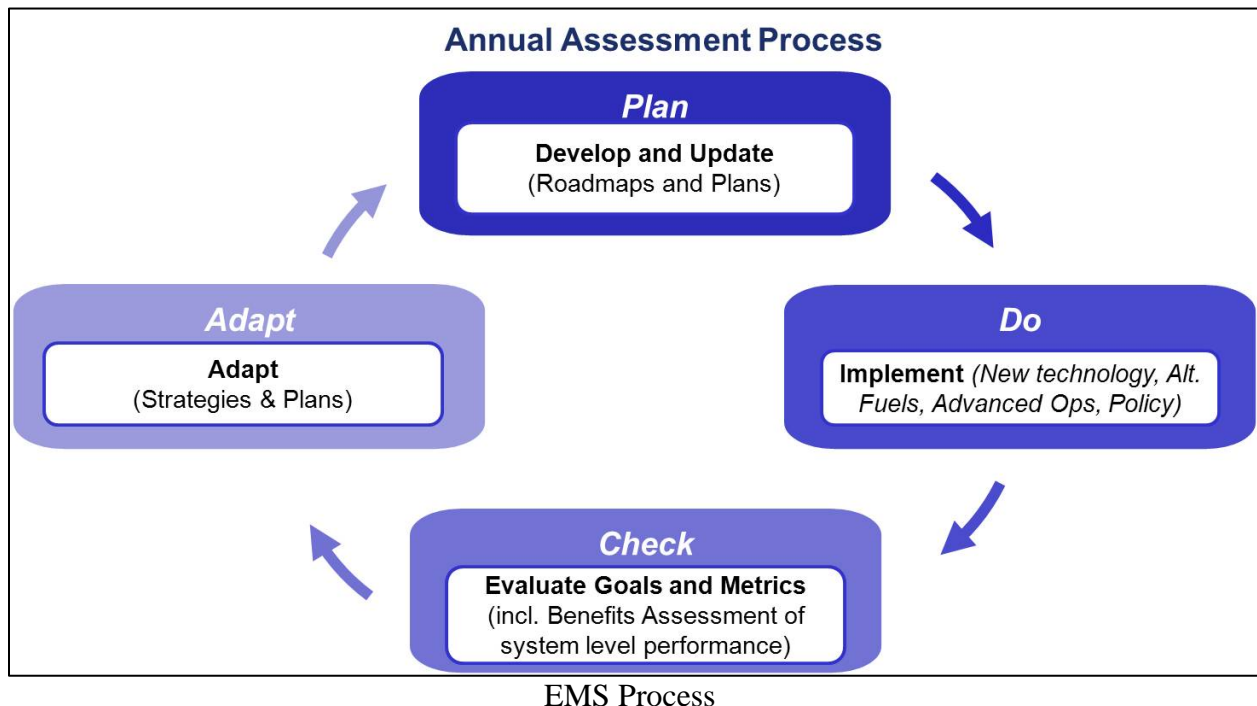 Annual Assessment Process
Plan
Develop and Update
(Roadmaps and Plans)
Adapt
Adapt
(Strategies & Plans)
Do
Implement (New technology, Alt.
Fuels, Advanced Ops, Policy)
Check
Evaluate Goals and Metrics
(incl. Benefits Assessment of
system level performance)
EMS Process